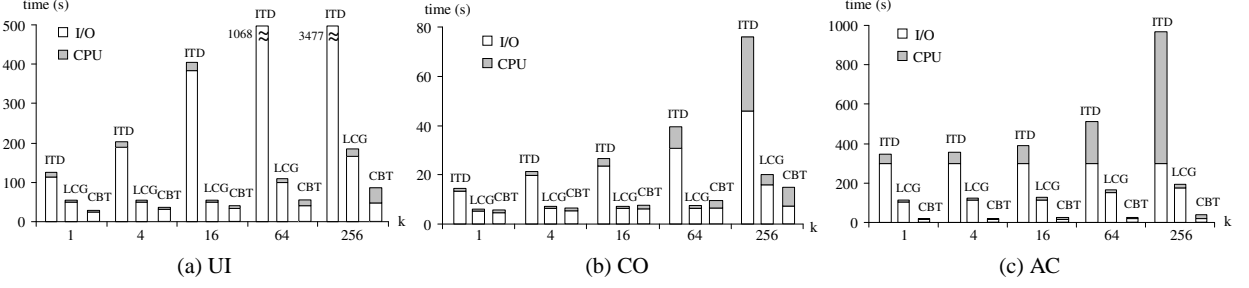 time (s)
500
400
300
200
100
0
I/O
CPU
ITD
LCG
CBT
ITD
LCG
CBT
ITD
LCG
CBT
1068
ITD
LCG
CBT
3477
ITD
LCG
CBT
1
4
16
64
256
k
(a) UI
time (s)
80
60
40
20
0
I/O
CPU
ITD
LCG
CBT
ITD
LCG
CBT
ITD
LCG
CBT
ITD
LCG
CBT
ITD
LCG
CBT
1
4
16
64
256
k
(b) CO
time (s)
1000
800
600
400
200
0
I/O
CPU
ITD
LCG
CBT
ITD
LCG
CBT
ITD
LCG
CBT
ITD
LCG
CBT
ITD
LCG
CBT
1
4
16
64
256
k
(c) AC